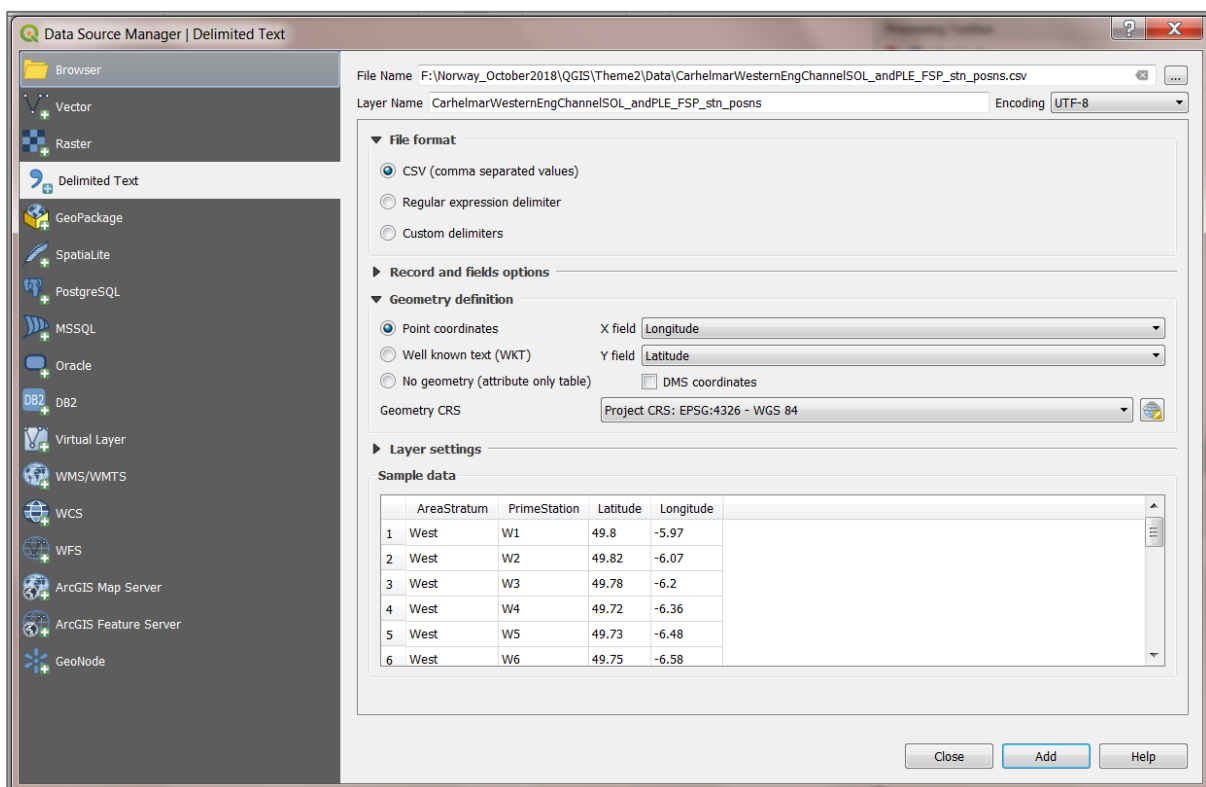 Data Source Manager | Delimited Text
?
X
Browser
Vector
Raster
Delimited Text
GeoPackage
SpatiaLite
PostgreSQL
MSSQL
Oracle
DB2 DB2
Virtual Layer
WMS/WMTS
WCS
WFS
ArcGIS Map Server
ArcGIS Feature Server
GeoNode
File Name F:\Norway_October2018\QGIS\Theme2\Data\CarhelmarWesternEngChannelSOL_andPLE_FSP_stn_posns.csv ...
Layer Name CarhelmarWesternEngChannelSOL_andPLE_FSP_stn_posns Encoding UTF-8
File format
CSV (comma separated values)
Regular expression delimiter
Custom delimiters
Record and fields options
Geometry definition
Point coordinates X field Longitude
Well known text (WKT) Y field Latitude
No geometry (attribute only table) DMS coordinates
Geometry CRS Project CRS: EPSG:4326 - WGS 84
Layer settings
Sample data
AreaStratum PrimeStation Latitude Longitude
1 West W1 49.8 -5.97
2 West W2 49.82 -6.07
3 West W3 49.78 -6.2
4 West W4 49.72 -6.36
5 West W5 49.73 -6.48
6 West W6 49.75 -6.58
Close Add Help